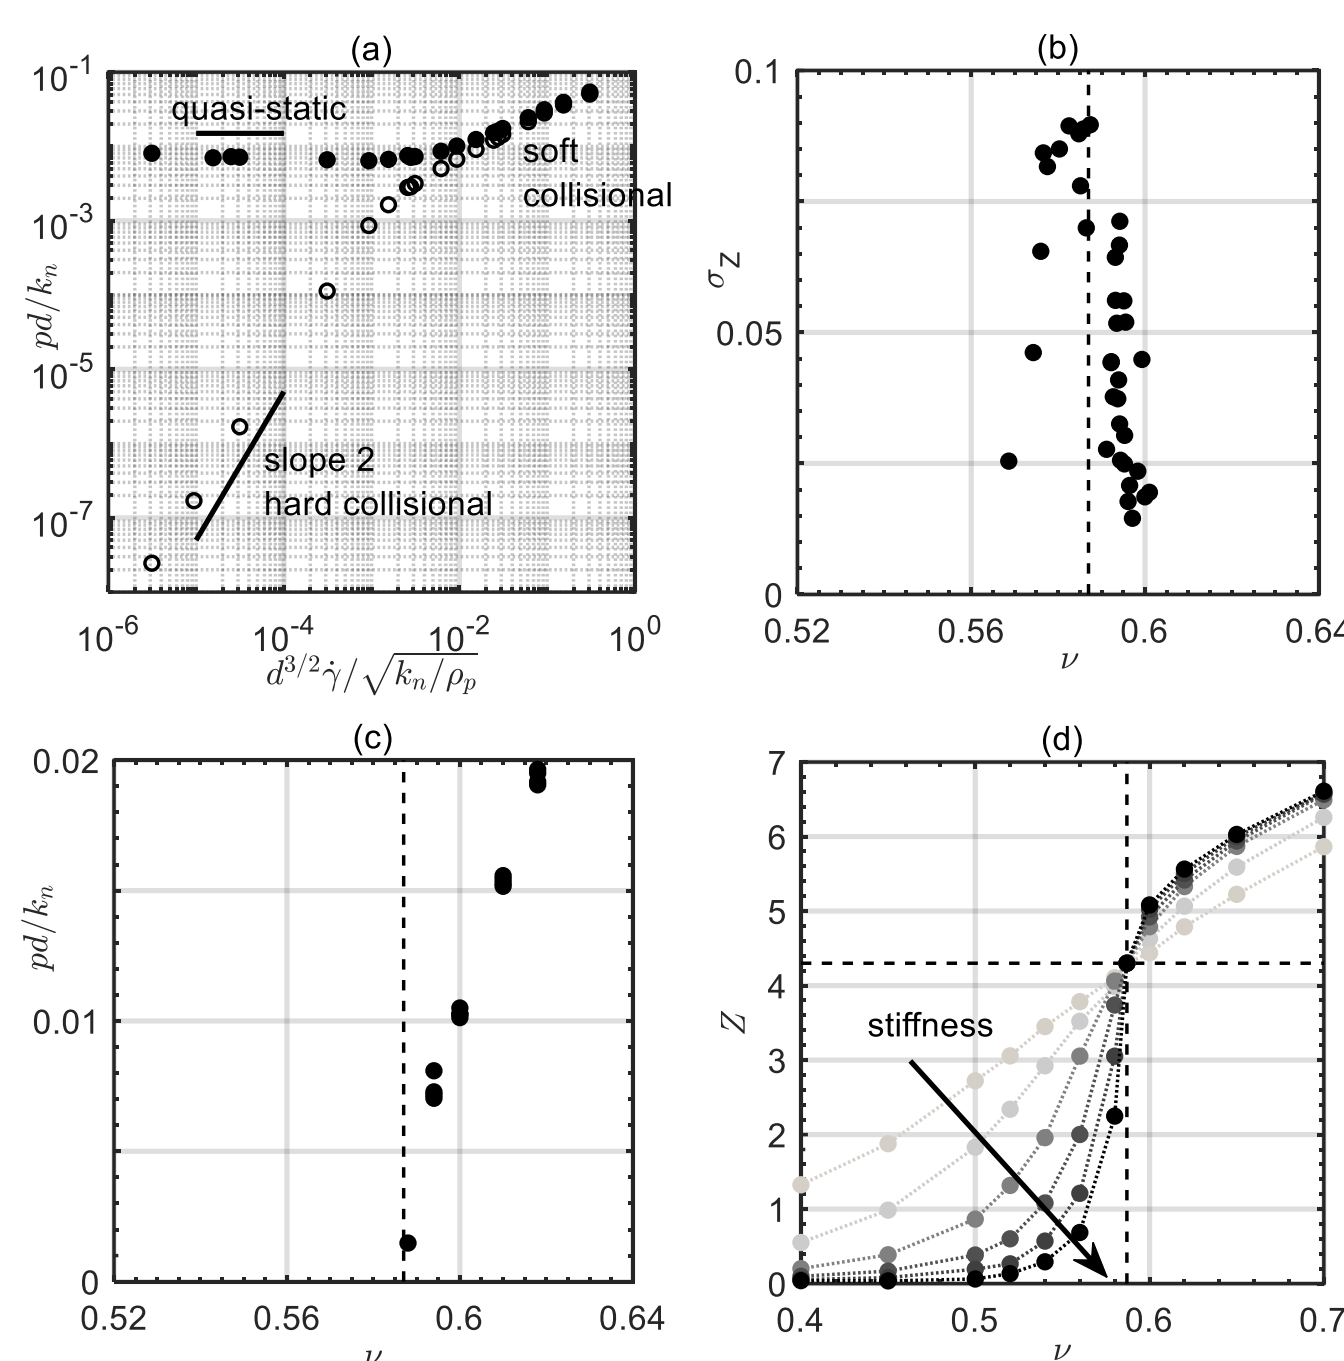 (a)
10^-1
quasi-static
soft
collisional
10^-3
pd/k_n
10^-5
slope 2
hard collisional
10^-7
10^-6
10^-4
10^-2
10^0
d^{3/2}γ̇/√(k_n/ρ_p)
(b)
0.1
σ_Z
0.05
0
0.52
0.56
0.6
0.64
ν
(c)
0.02
pd/k_n
0.01
0
0.52
0.56
0.6
0.64
ν
(d)
7
6
5
4
Z
stiffness
3
2
1
0
0.4
0.5
0.6
0.7
ν